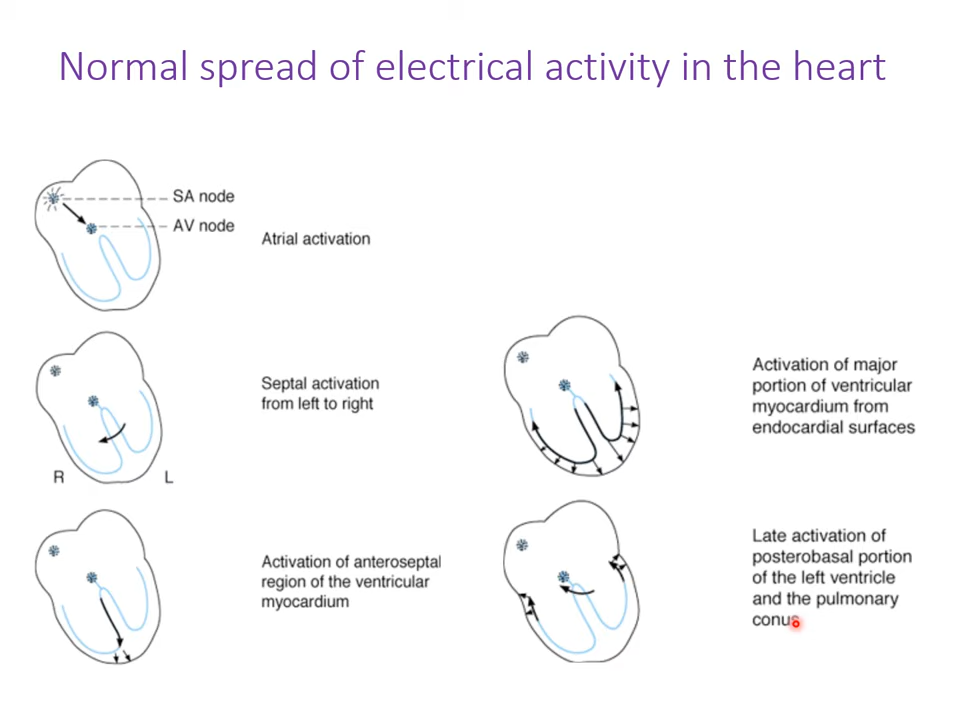 Normal spread of electrical activity in the heart
SA node
AV node
Atrial activation
Septal activation
from left to right
R
L
Activation of anteroseptal
region of the ventricular
myocardium
Activation of major
portion of ventricular
myocardium from
endocardial surfaces
Late activation of
posterobasal portion
of the left ventricle
and the pulmonary
conus